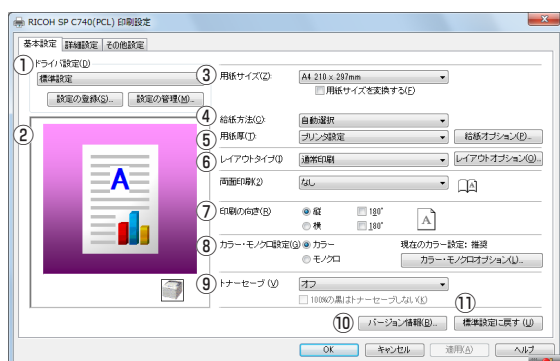 RICOH SP C740(PCL) 印刷設定
基本設定 詳細設定 その他設定
① ドライバ設定(D)
標準設定
設定の登録(S)... 設定の管理(M)...
②
A
③ 用紙サイズ(Z): A4 210 x 297mm
用紙サイズを変換する(F)
④ 給紙方法(C): 自動選択
⑤ 用紙厚(T): プリンタ設定 給紙オプション(P)...
⑥ レイアウトタイプ(I) 通常印刷 レイアウトオプション(O)...
両面印刷(2) なし
⑦ 印刷の向き(R) 縦 180°
横 180°
A
⑧ カラー・モノクロ設定(G) カラー 現在のカラー設定: 推奨
モノクロ カラー・モノクロオプション(L)...
⑨ トナーセーブ(V) オフ
100%の黒はトナーセーブしない(K)
⑩ バージョン情報(B)... ⑪ 標準設定に戻す(U)
OK キャンセル 適用(A) ヘルプ